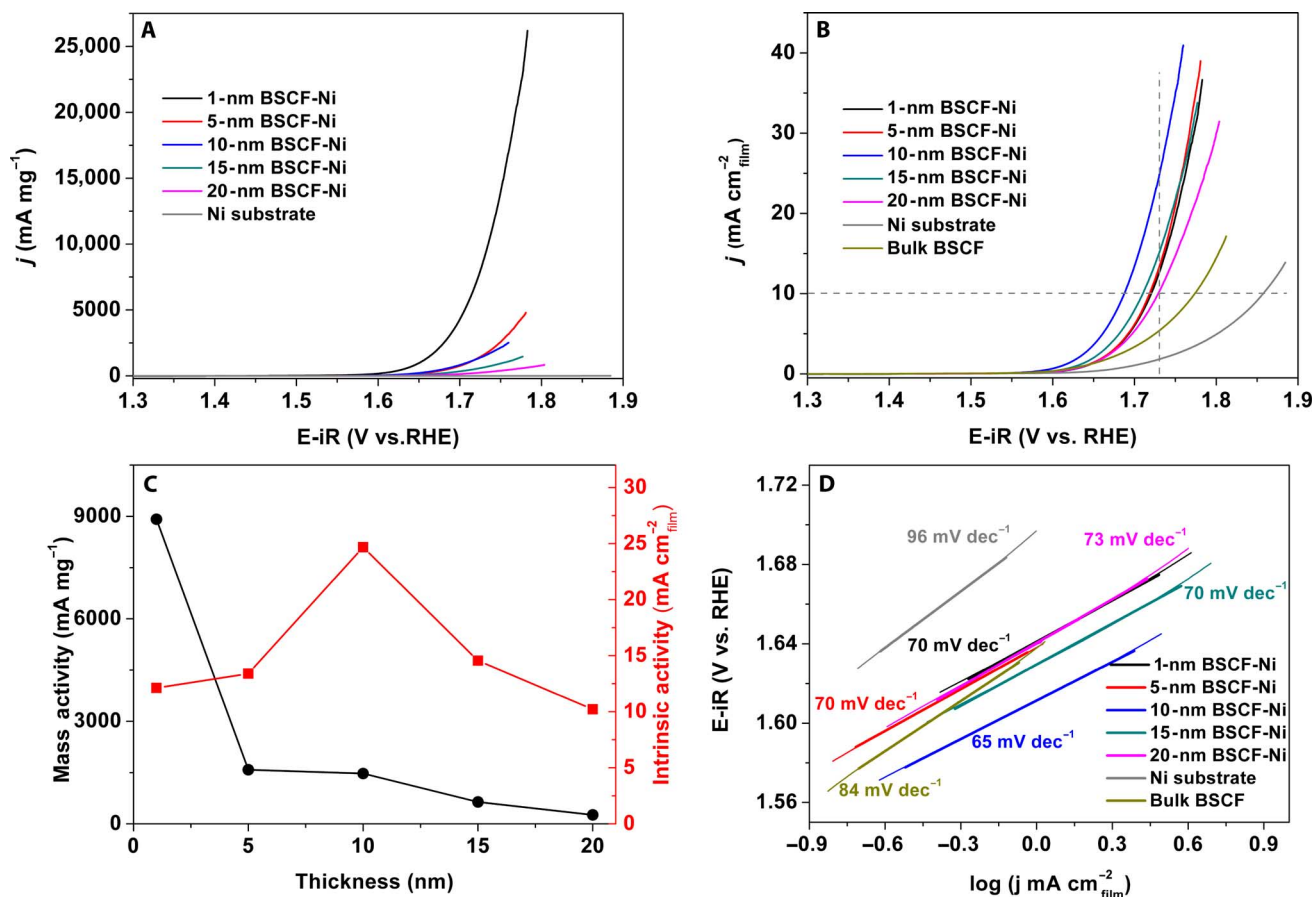 A
j (mA mg⁻¹)
25,000
20,000
15,000
10,000
5000
0
1-nm BSCF-Ni
5-nm BSCF-Ni
10-nm BSCF-Ni
15-nm BSCF-Ni
20-nm BSCF-Ni
Ni substrate
1.3 1.4 1.5 1.6 1.7 1.8 1.9
E-iR (V vs.RHE)
B
j (mA cm⁻²film)
40
30
20
10
0
1-nm BSCF-Ni
5-nm BSCF-Ni
10-nm BSCF-Ni
15-nm BSCF-Ni
20-nm BSCF-Ni
Ni substrate
Bulk BSCF
1.3 1.4 1.5 1.6 1.7 1.8 1.9
E-iR (V vs. RHE)
C
Mass activity (mA mg⁻¹)
9000
6000
3000
0
Intrinsic activity (mA cm⁻²film)
30
25
20
15
10
5
0
0 5 10 15 20
Thickness (nm)
D
E-iR (V vs. RHE)
1.72
1.68
1.64
1.60
1.56
96 mV dec⁻¹
73 mV dec⁻¹
70 mV dec⁻¹
70 mV dec⁻¹
70 mV dec⁻¹
65 mV dec⁻¹
84 mV dec⁻¹
1-nm BSCF-Ni
5-nm BSCF-Ni
10-nm BSCF-Ni
15-nm BSCF-Ni
20-nm BSCF-Ni
Ni substrate
Bulk BSCF
−0.9 −0.6 −0.3 0.0 0.3 0.6 0.9
log (j mA cm⁻²film)